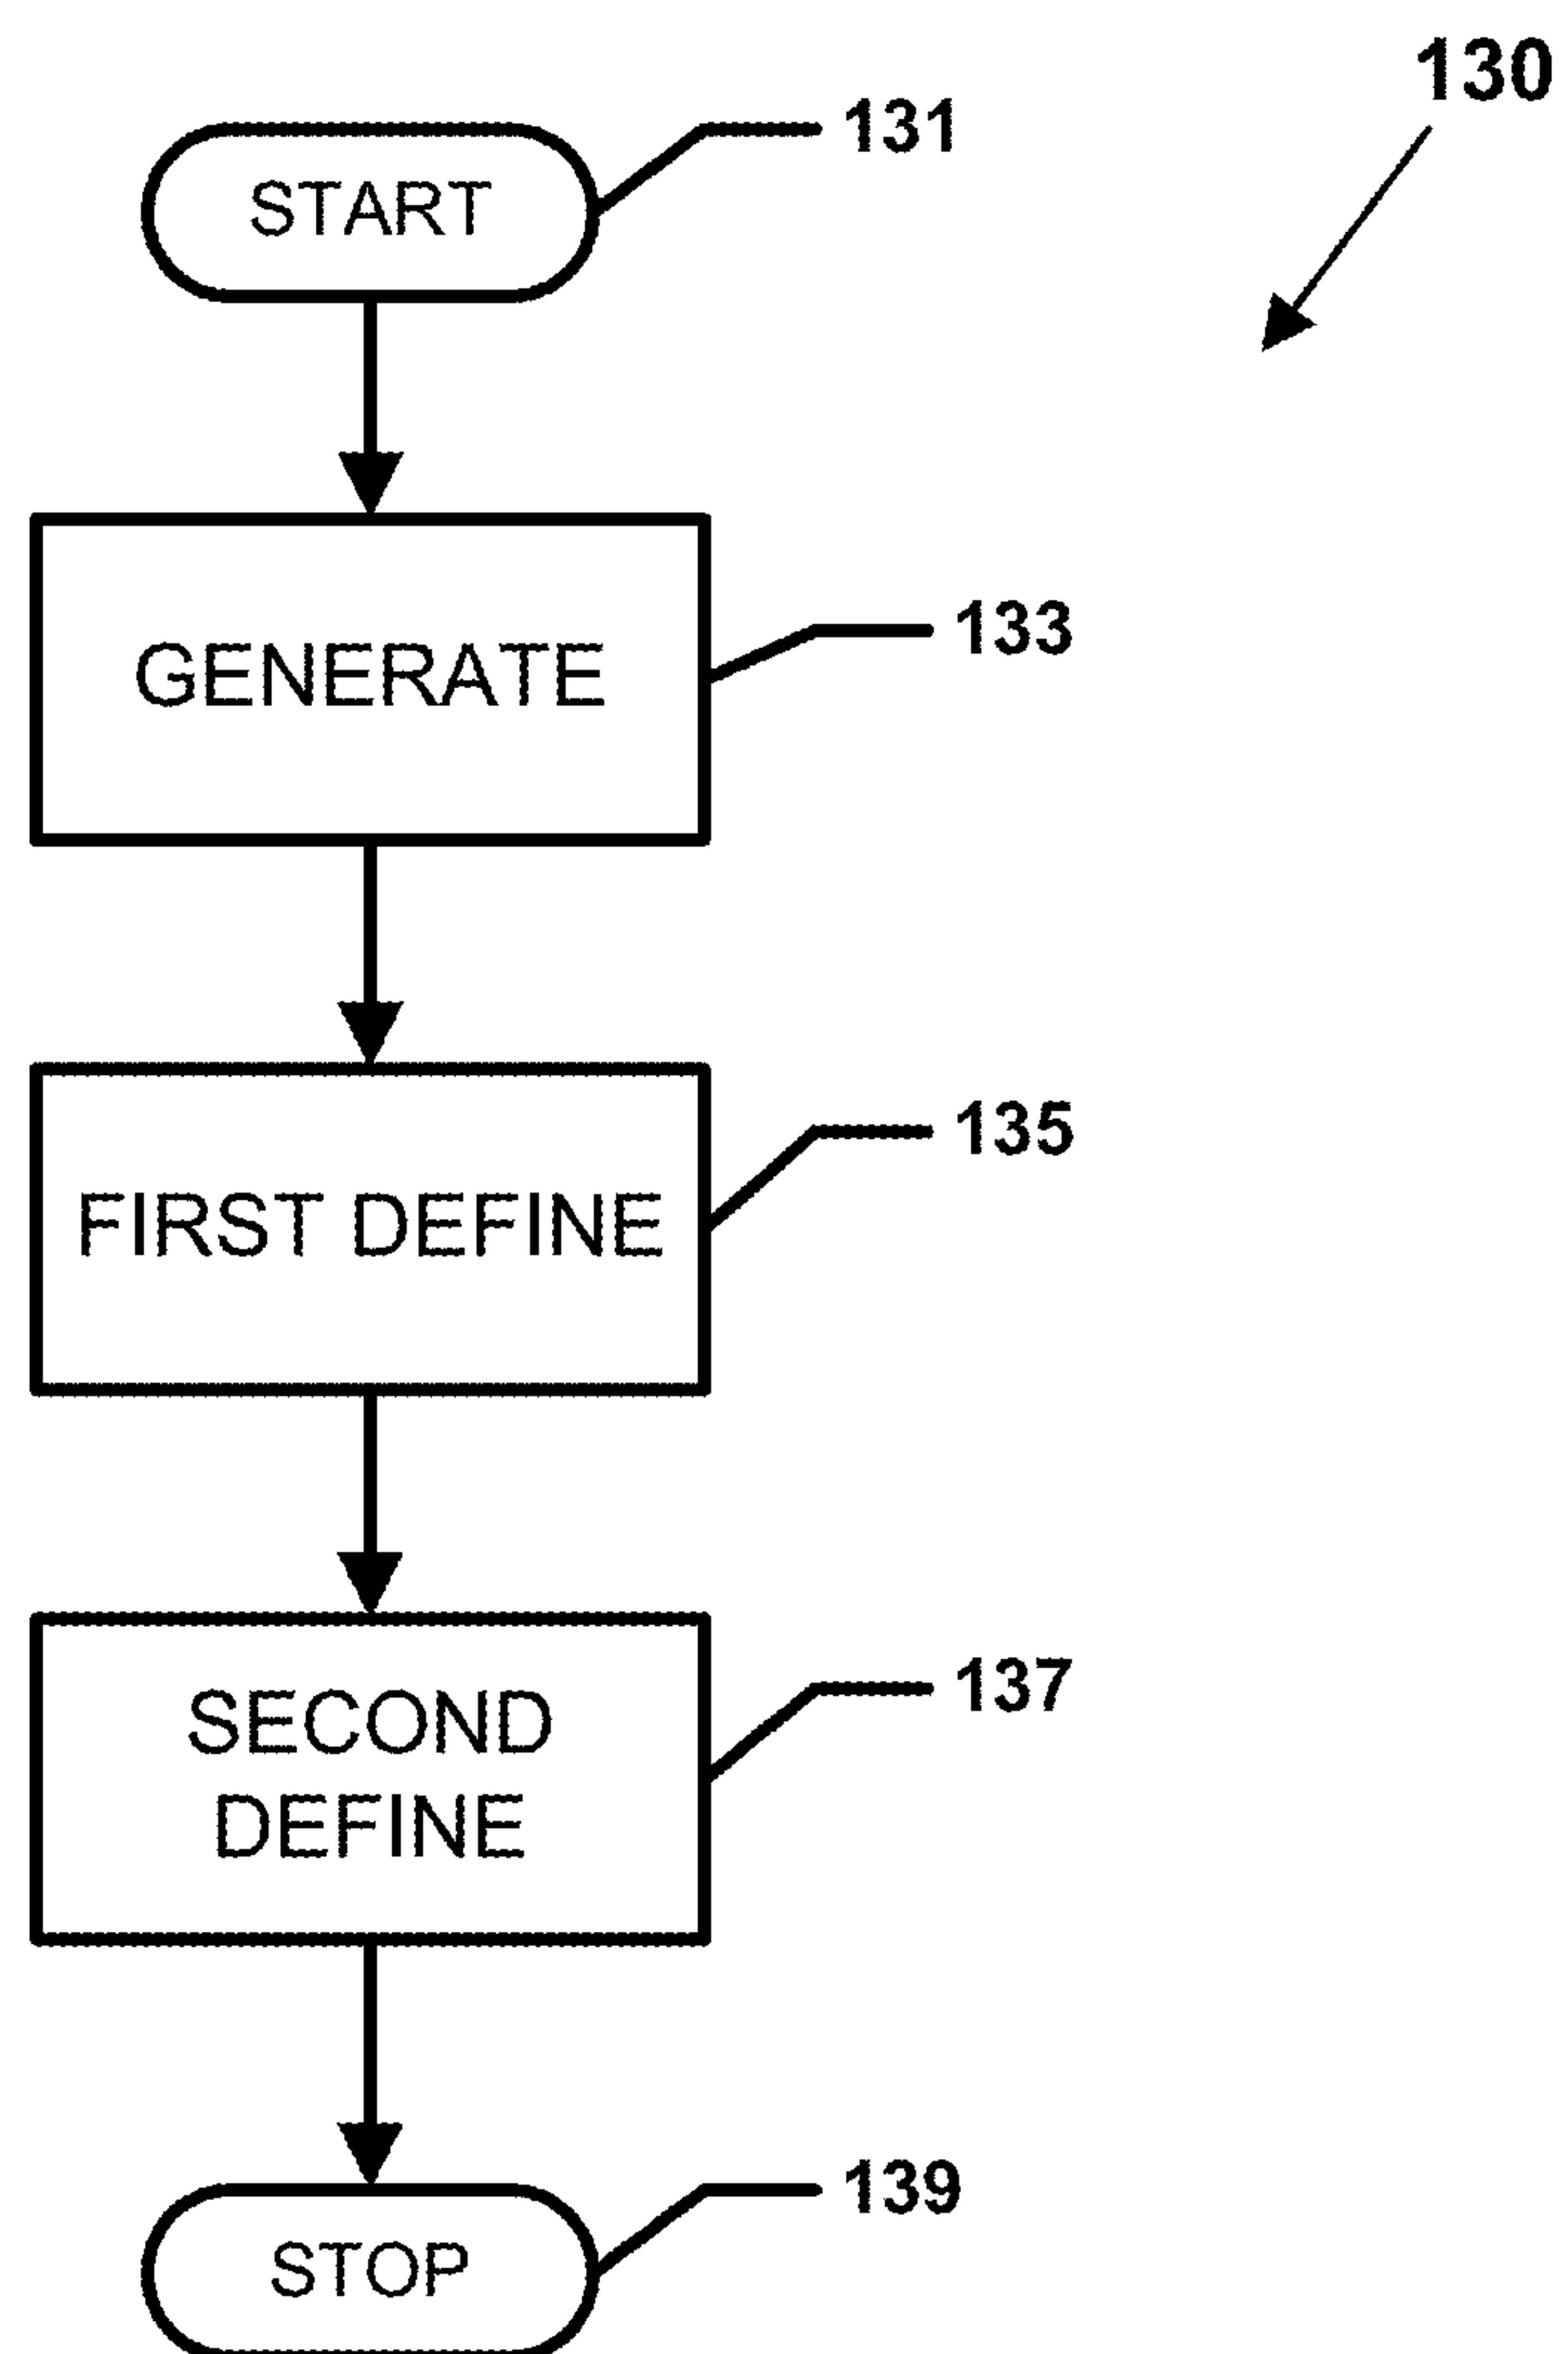 130
131
START
GENERATE
133
FIRST DEFINE
135
SECOND
DEFINE
137
STOP
139